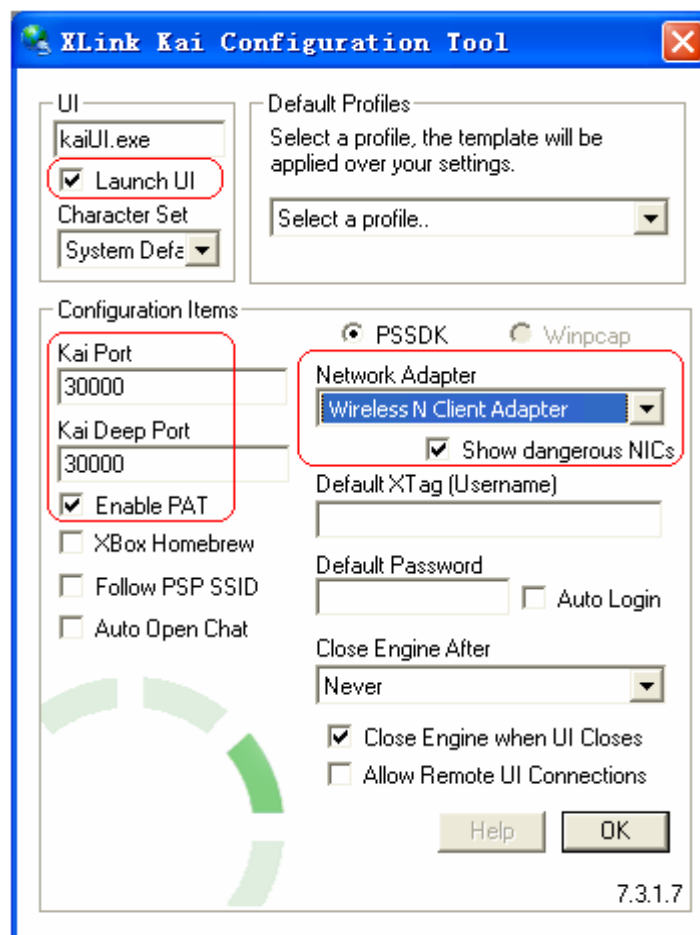 XLink Kai Configuration Tool
UI
kaiUI.exe
Launch UI
Character Set
System Defa
Default Profiles
Select a profile, the template will be
applied over your settings.
Select a profile..
Configuration Items
Kai Port
30000
Kai Deep Port
30000
Enable PAT
XBox Homebrew
Follow PSP SSID
Auto Open Chat
PSSDK
Winpcap
Network Adapter
Wireless N Client Adapter
Show dangerous NICs
Default XTag (Username)
Default Password
Auto Login
Close Engine After
Never
Close Engine when UI Closes
Allow Remote UI Connections
Help
OK
7.3.1.7